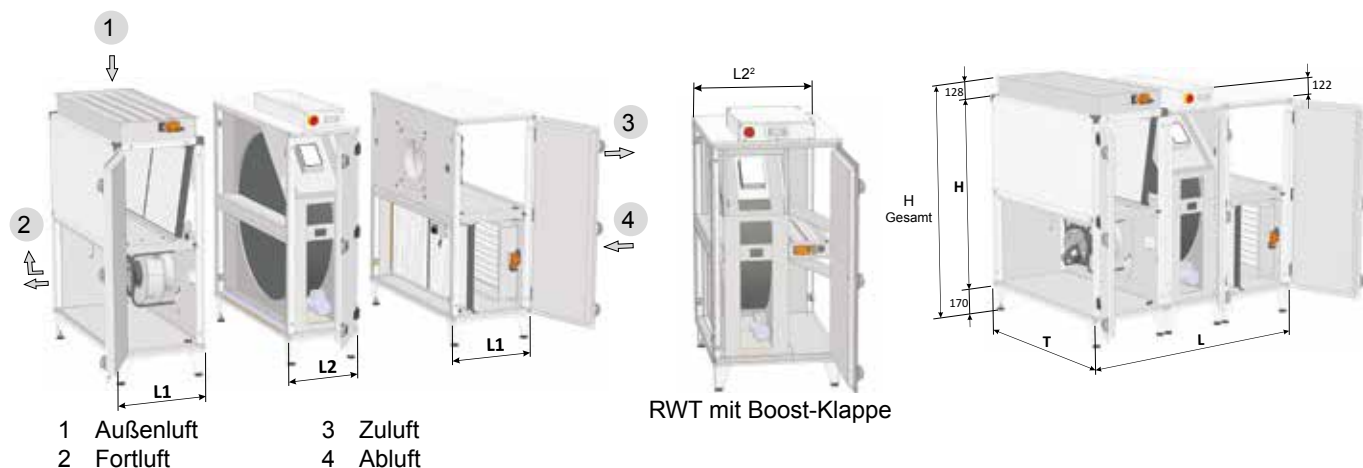 1
2
3
4
L1
L2
L1
L2²
RWT mit Boost-Klappe
128
122
H
Gesamt
H
170
T
L
1 Außenluft
2 Fortluft
3 Zuluft
4 Abluft